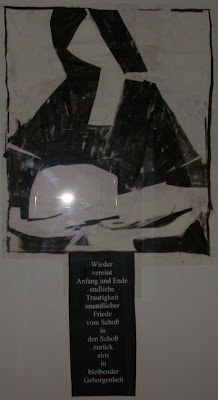 Wieder
vereint
Anfang und Ende
endliche
Traurigkeit
unendlicher
Friede
vom Schoß
in
den Schoß
zurück
eins
in
bleibender
Geborgenheit